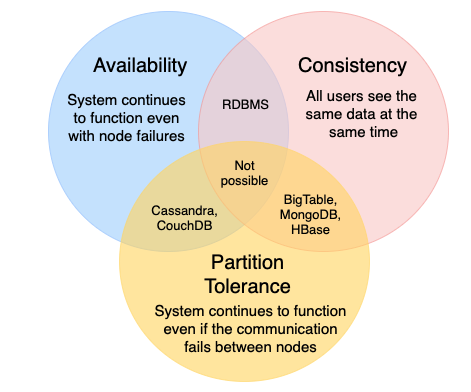 Availability
System continues
to function even
with node failures
RDBMS
Consistency
All users see the
same data at the
same time
Not
possible
Cassandra,
CouchDB
BigTable,
MongoDB,
HBase
Partition
Tolerance
System continues to function
even if the communication
fails between nodes